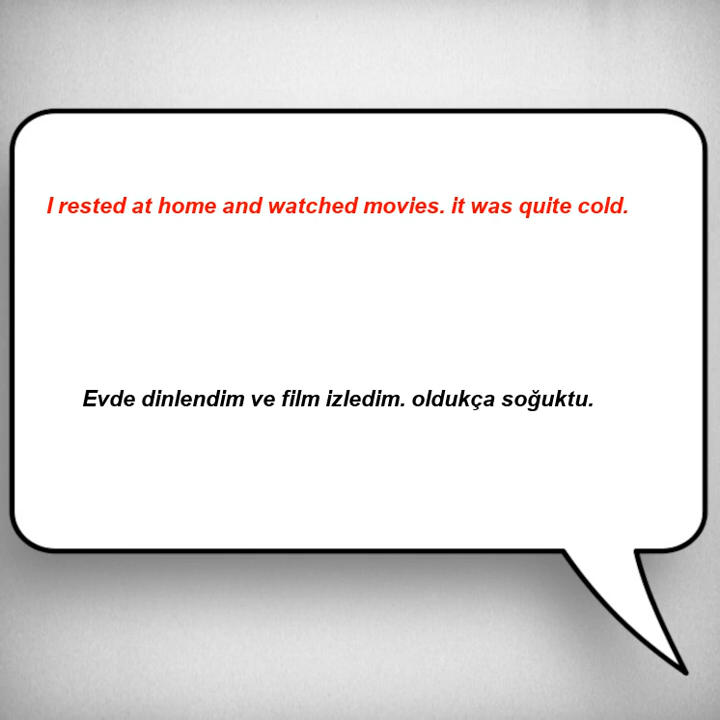 I rested at home and watched movies. it was quite cold.
Evde dinlendim ve film izledim. oldukça soğuktu.